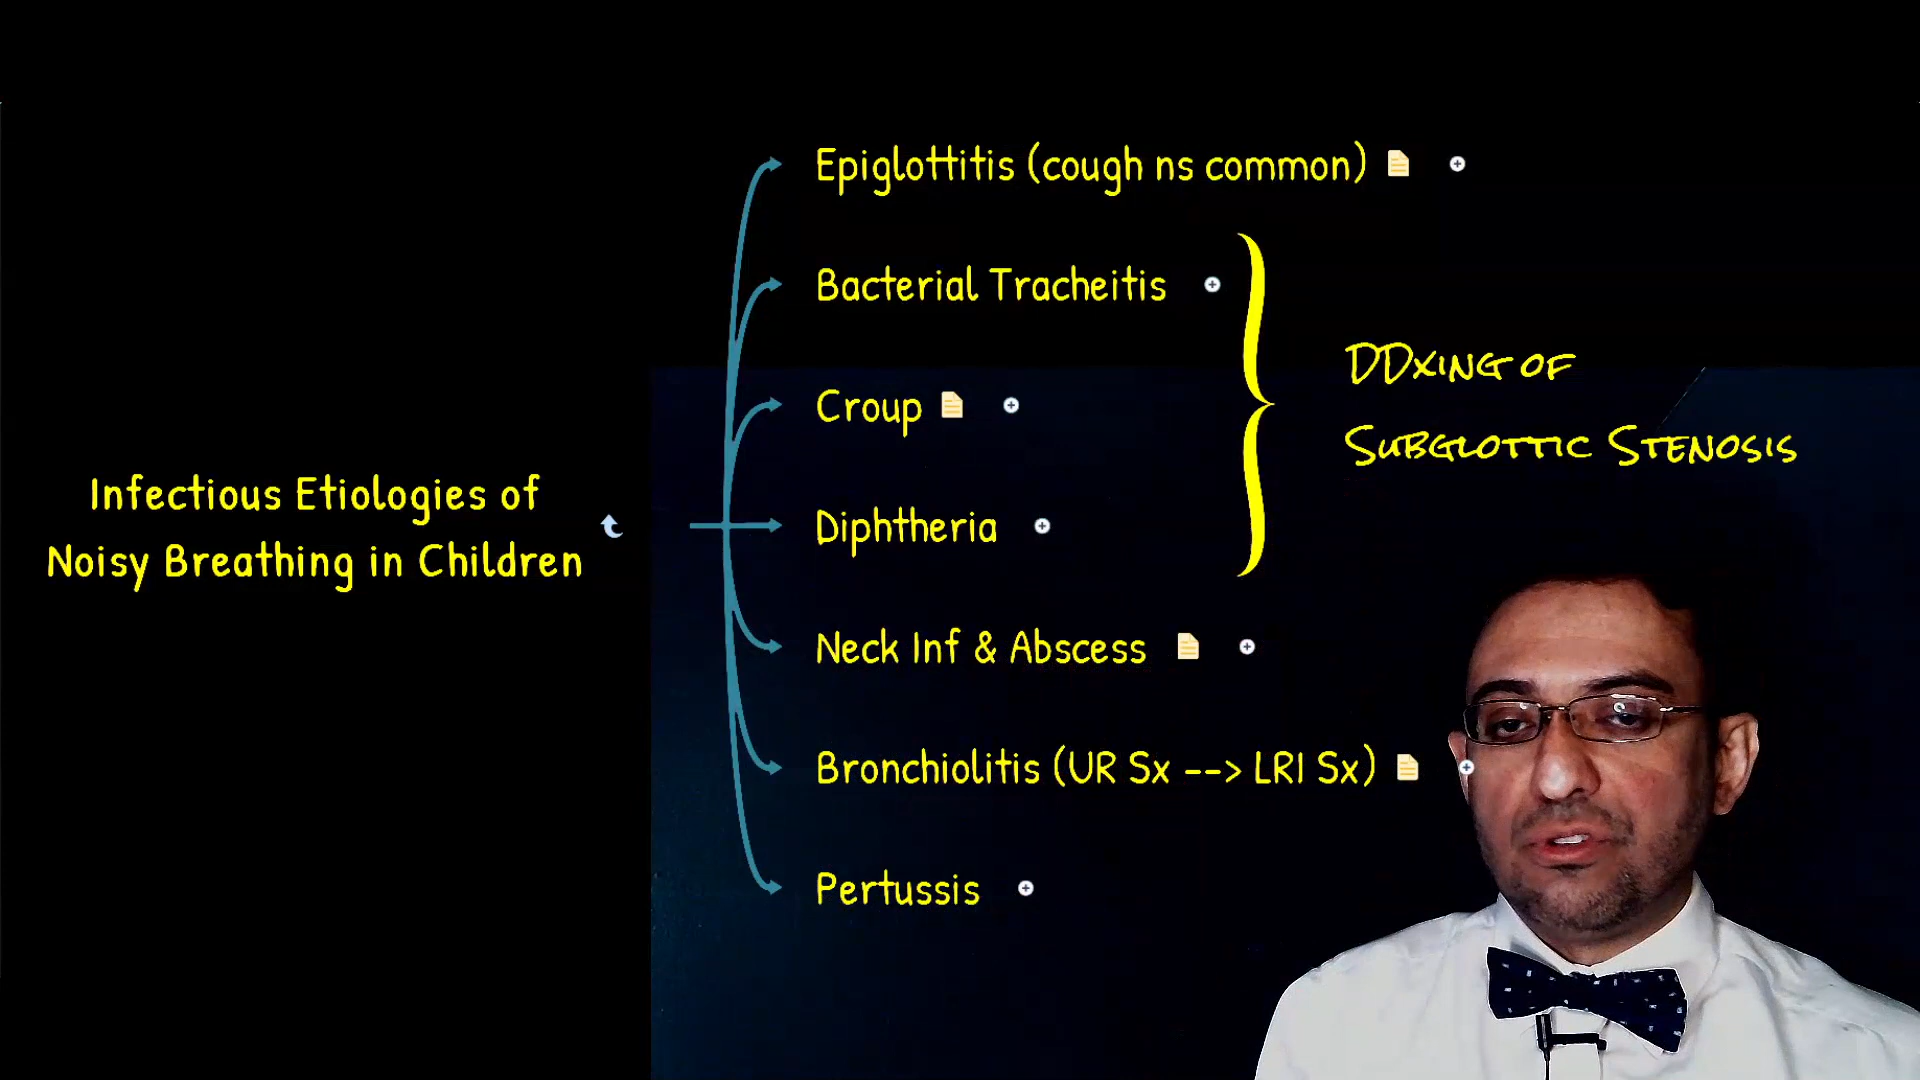 Infectious Etiologies of
Noisy Breathing in Children
Epiglottitis (cough ns common)
Bacterial Tracheitis
Croup
Diphtheria
Neck Inf & Abscess
Bronchiolitis (UR Sx --> LRI Sx)
Pertussis
DDxing of
Subglottic Stenosis